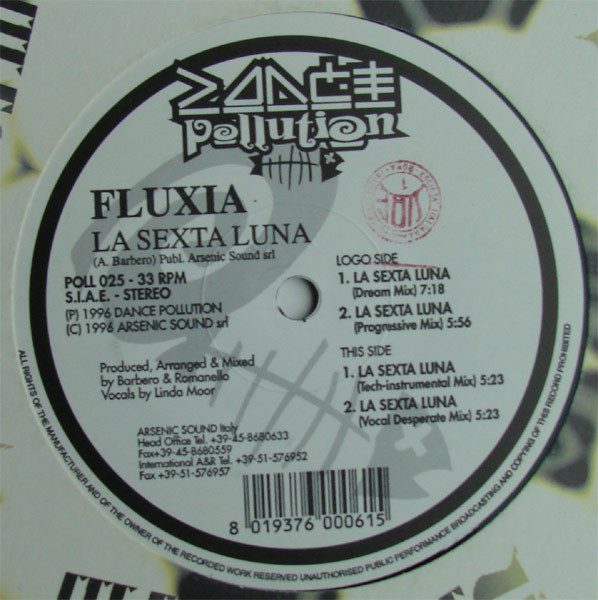 DANCE
Pollution
FLUXIA
LA SEXTA LUNA
(A. Barbero) Publ. Arsenic Sound srl
POLL 025 - 33 RPM
S.I.A.E. - STEREO
(P) 1996 DANCE POLLUTION
(C) 1996 ARSENIC SOUND srl
Produced, Arranged & Mixed
by Barbero & Romanello
Vocals by Linda Moor
ARSENIC SOUND Italy
Head Office Tel. +39-45-8680633
Fax+39-45-8680559
International A&R Tel. +39-51-576952
Fax +39-51-576957
LOGO SIDE
1. LA SEXTA LUNA
(Dream Mix) 7:18
2. LA SEXTA LUNA
(Progressive Mix) 5:56
THIS SIDE
1. LA SEXTA LUNA
(Tech-instrumental Mix) 5:23
2. LA SEXTA LUNA
(Vocal Desperate Mix) 5:23
8 019376 000615
ALL RIGHTS OF THE MANUFACTURER AND OF THE OWNER OF THE RECORDED WORK RESERVED UNAUTHORISED PUBLIC PERFORMANCE BROADCASTING AND COPYING OF THIS RECORD PROHIBITED